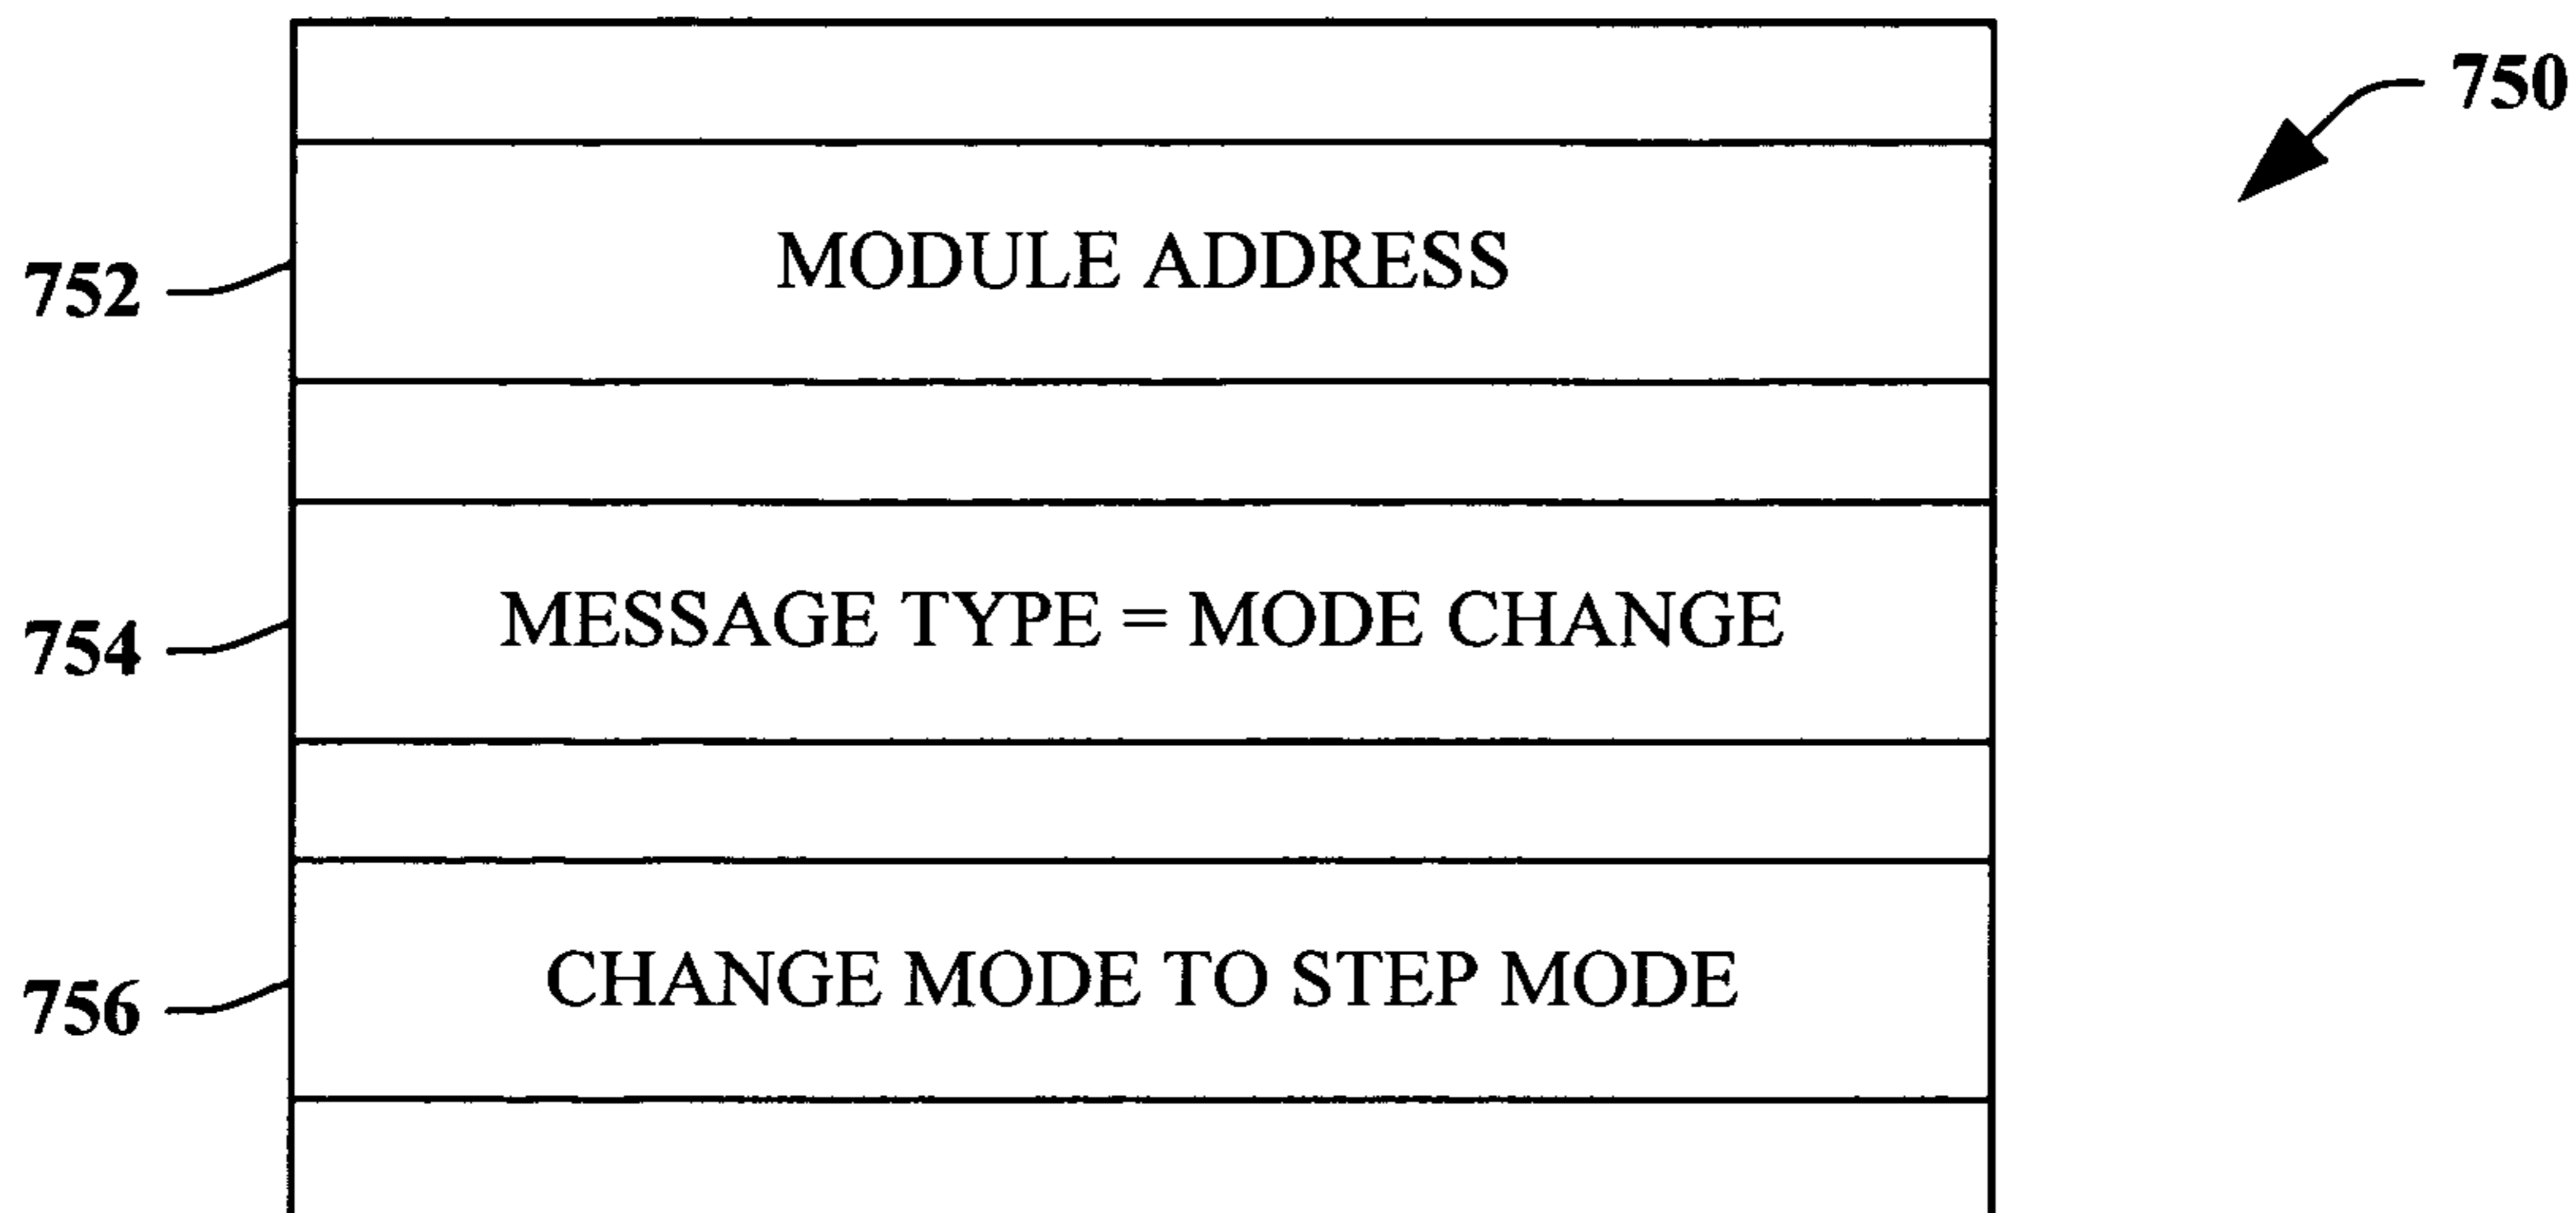 750
MODULE ADDRESS
752
MESSAGE TYPE = MODE CHANGE
754
CHANGE MODE TO STEP MODE
756